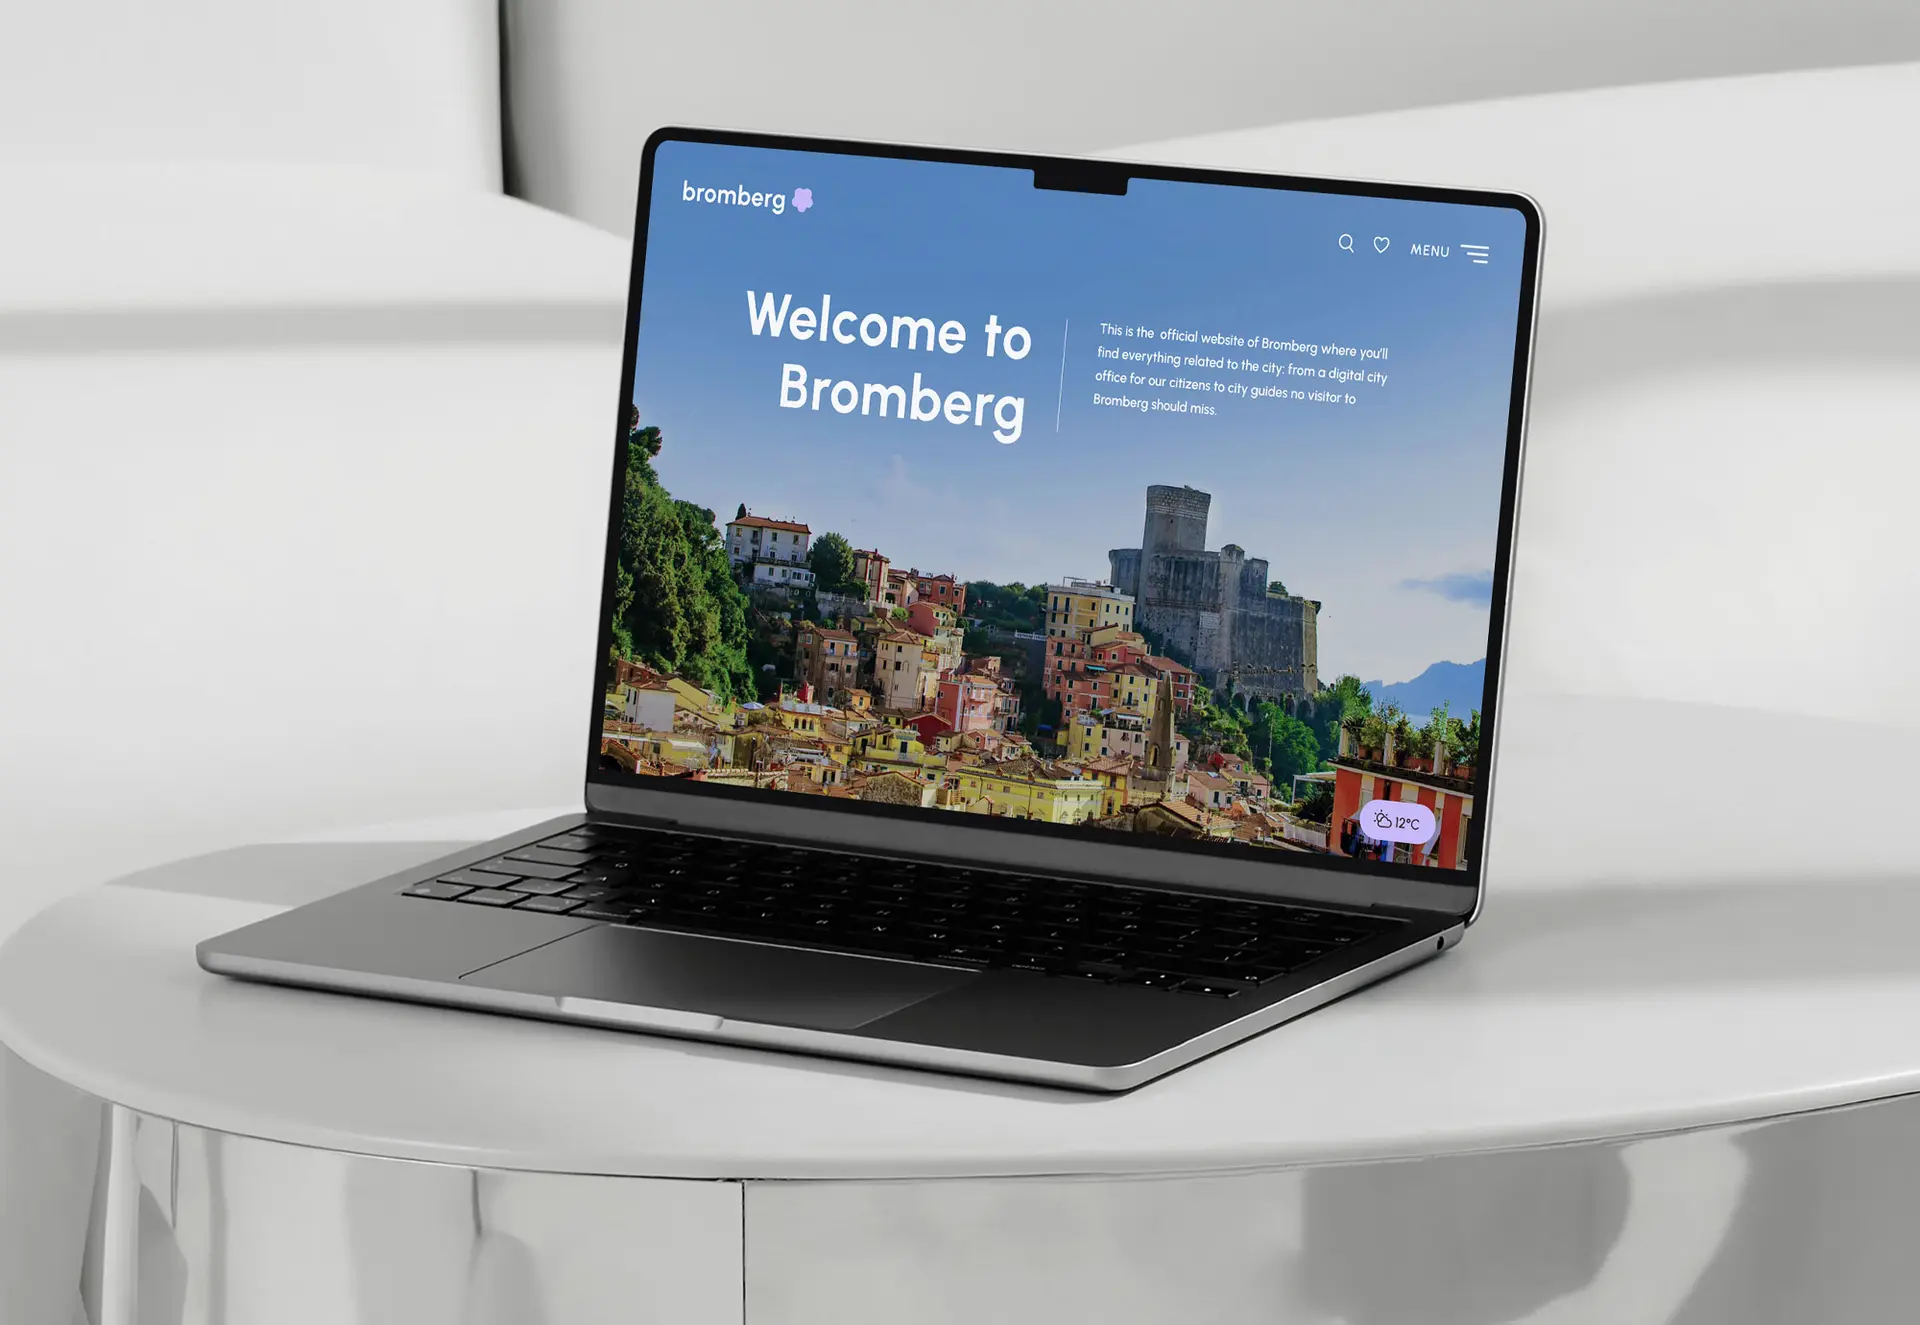 bromberg
MENU
Welcome to
Bromberg
This is the  official website of Bromberg where you'll
find everything related to the city: from a digital city
office for our citizens to city guides no visitor to
Bromberg should miss.
12°C